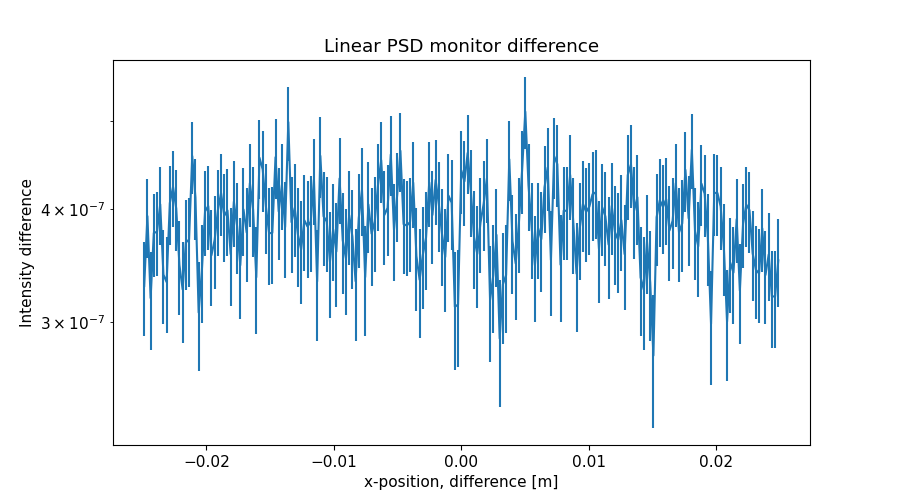 Linear PSD monitor difference
Intensity difference
4 × 10⁻⁷
3 × 10⁻⁷
−0.02
−0.01
0.00
0.01
0.02
x-position, difference [m]